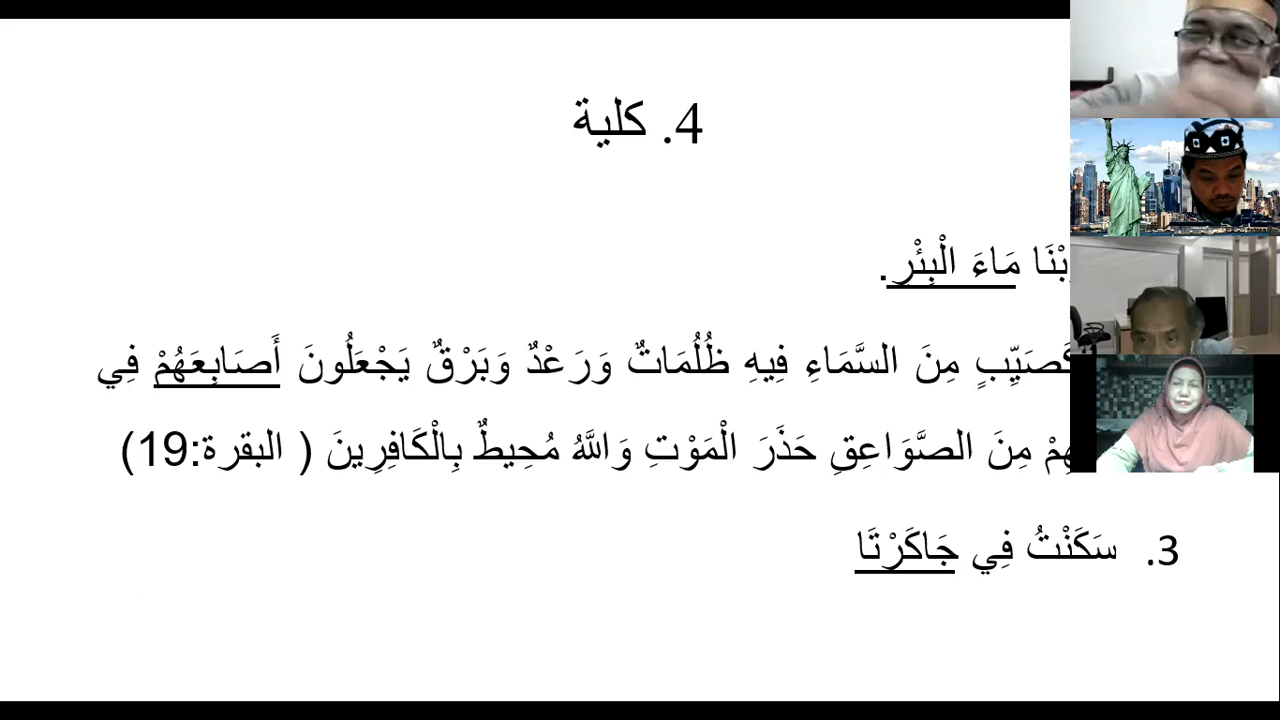 4. كلية
مَاءَ الْبِئْرِ.
كَصَيِّبٍ مِنَ السَّمَاءِ فِيهِ ظُلُمَاتٌ وَرَعْدٌ وَبَرْقٌ يَجْعَلُونَ أَصَابِعَهُمْ فِي
مِنَ الصَّوَاعِقِ حَذَرَ الْمَوْتِ وَاللَّهُ مُحِيطٌ بِالْكَافِرِينَ ( البقرة:19)
3. سَكَنْتُ فِي جَاكَرْتَا